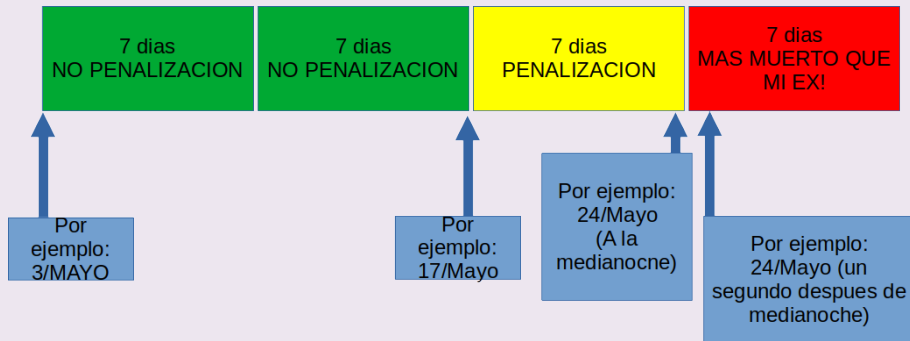 7 dias
NO PENALIZACION
7 dias
NO PENALIZACION
7 dias
PENALIZACION
7 dias
MAS MUERTO QUE
MI EX!
Por
ejemplo:
3/MAYO
Por
ejemplo:
17/Mayo
Por ejemplo:
24/Mayo
(A la
medianocne)
Por ejemplo:
24/Mayo (un
segundo despues de
medianoche)